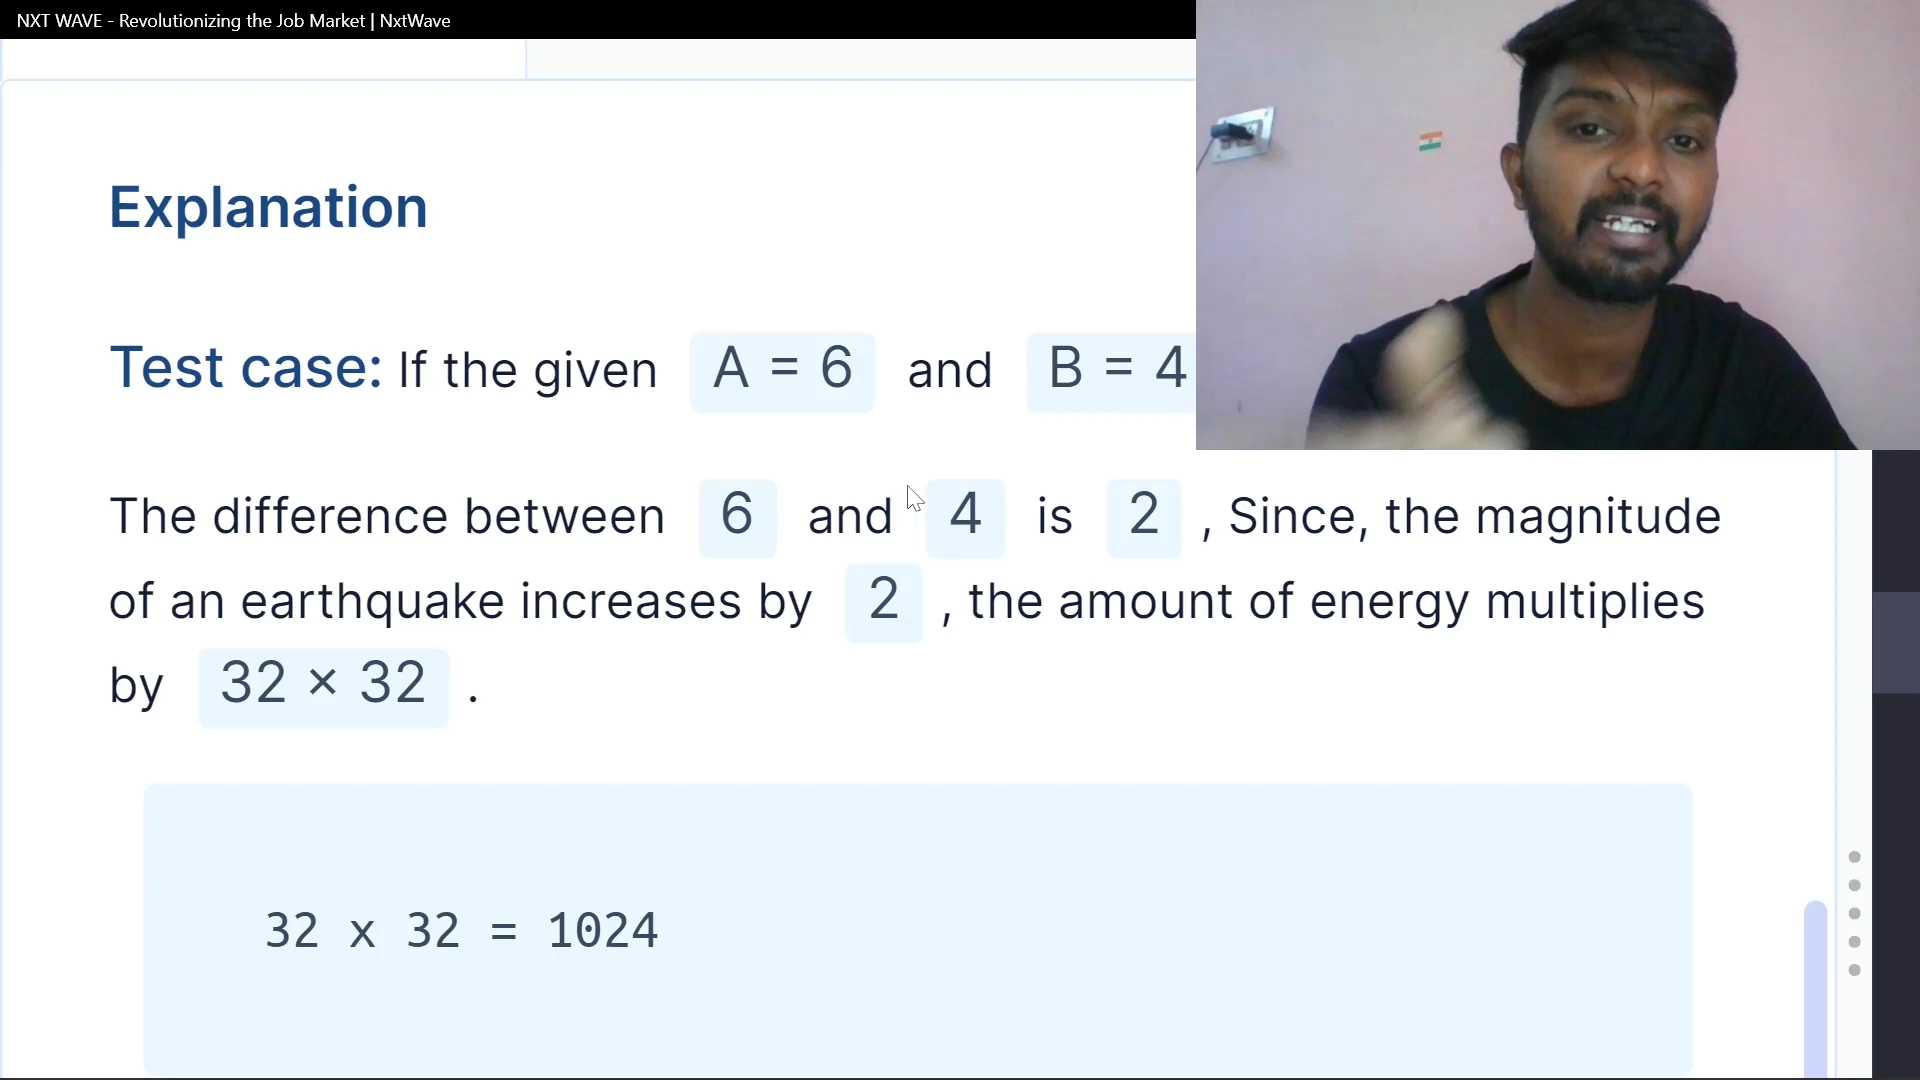 NXT WAVE - Revolutionizing the Job Market | NxtWave
Explanation
Test case: If the given A = 6 and B = 4
The difference between 6 and 4 is 2 , Since, the magnitude
of an earthquake increases by 2 , the amount of energy multiplies
by 32 × 32 .
32 x 32 = 1024